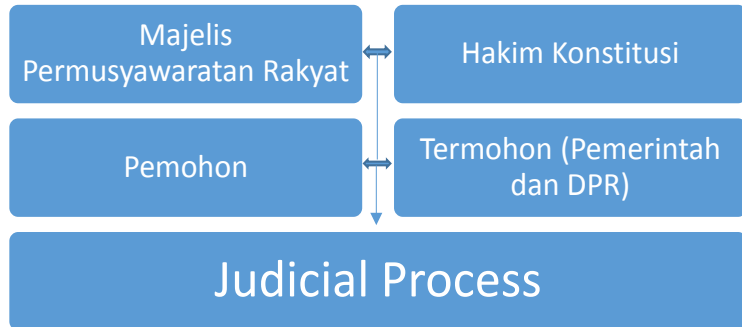 Majelis
Permusyawaratan Rakyat
Hakim Konstitusi
Pemohon
Termohon (Pemerintah
dan DPR)
Judicial Process